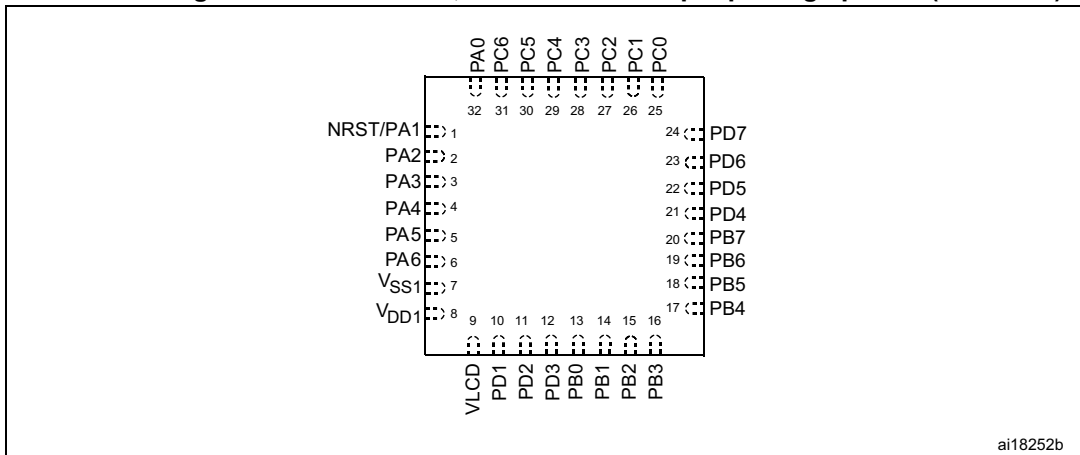 PA0 PC6 PC5 PC4 PC3 PC2 PC1 PC0
32 31 30 29 28 27 26 25
NRST/PA1 1
PA2 2
PA3 3
PA4 4
PA5 5
PA6 6
VSS1 7
VDD1 8
24 PD7
23 PD6
22 PD5
21 PD4
20 PB7
19 PB6
18 PB5
17 PB4
9 10 11 12 13 14 15 16
VLCD PD1 PD2 PD3 PB0 PB1 PB2 PB3
ai18252b